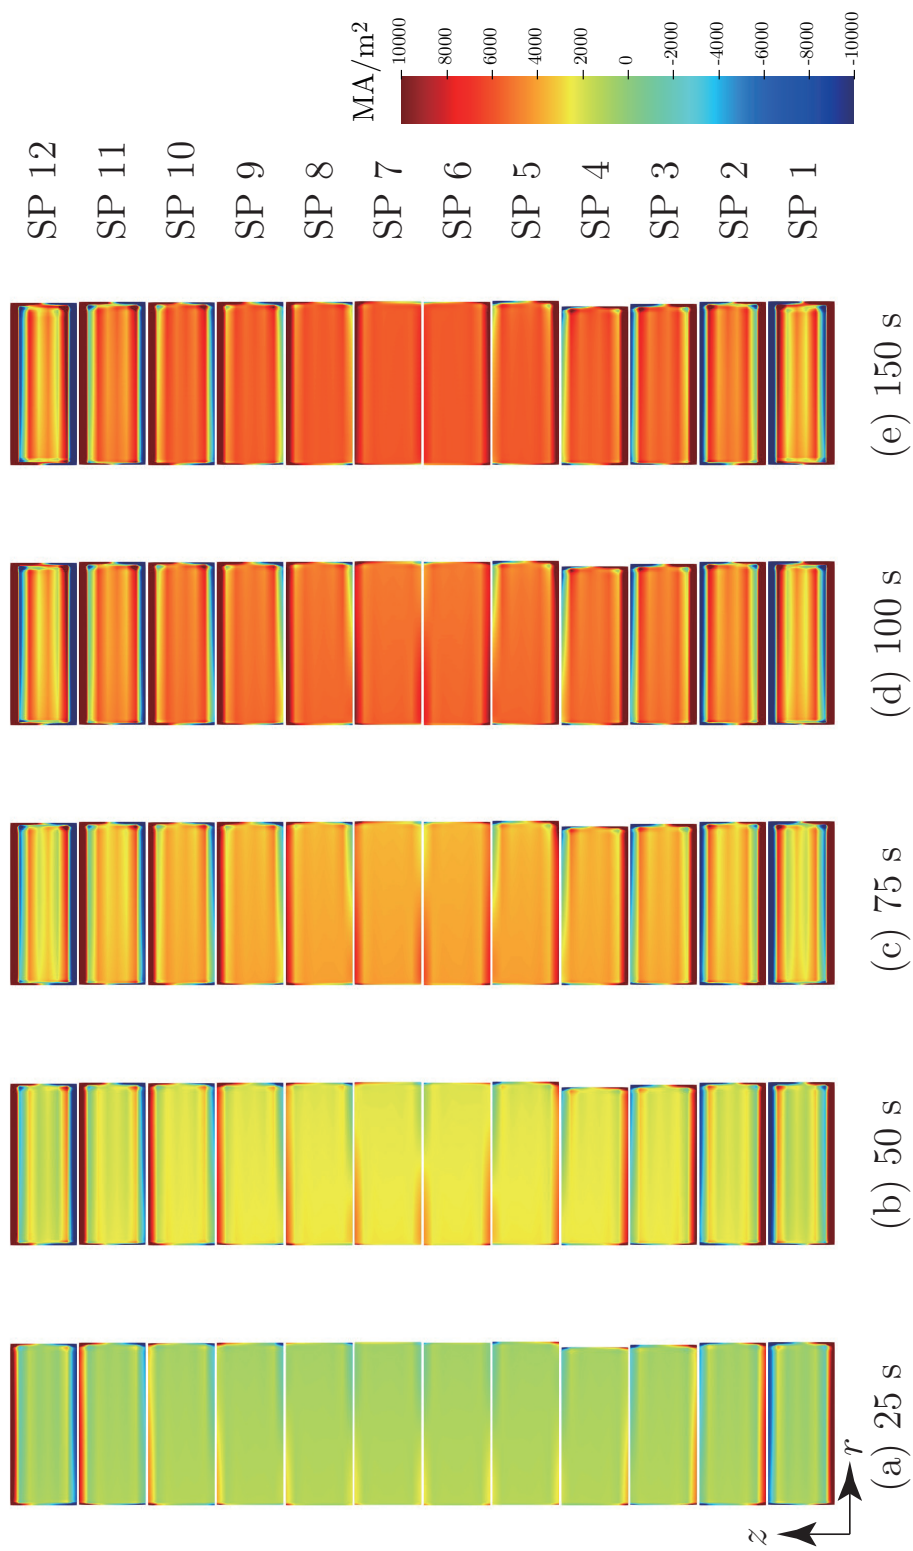 MA/m²
10000
8000
6000
4000
2000
0
-2000
-4000
-6000
-8000
-10000
SP 12
SP 11
SP 10
SP 9
SP 8
SP 7
SP 6
SP 5
SP 4
SP 3
SP 2
SP 1
z
r
(a) 25 s
(b) 50 s
(c) 75 s
(d) 100 s
(e) 150 s